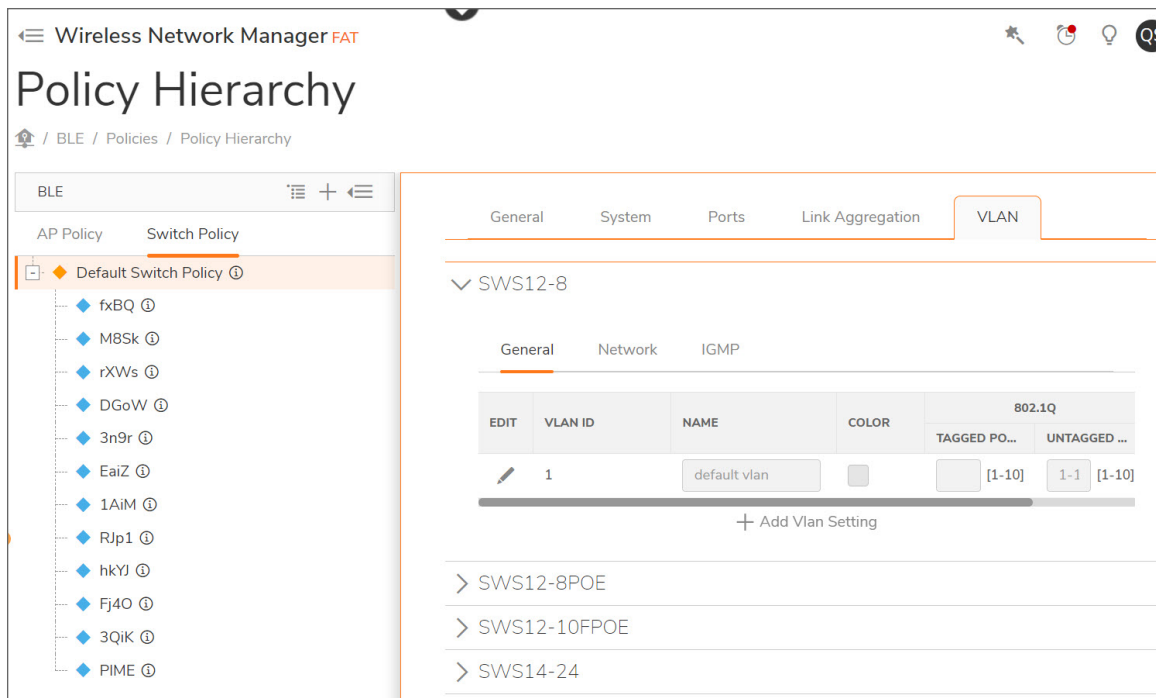 Wireless Network Manager FAT
QS
Policy Hierarchy
/ BLE / Policies / Policy Hierarchy
BLE
AP Policy Switch Policy
Default Switch Policy
fxBQ
M8Sk
rXWs
DGoW
3n9r
EaiZ
1AiM
RJp1
hkYJ
Fj4O
3QiK
PIME
General System Ports Link Aggregation VLAN
SWS12-8
General Network IGMP
EDIT VLAN ID NAME COLOR 802.1Q
TAGGED PO... UNTAGGED ...
1 default vlan [1-10] 1-1 [1-10]
+ Add Vlan Setting
SWS12-8POE
SWS12-10FPOE
SWS14-24